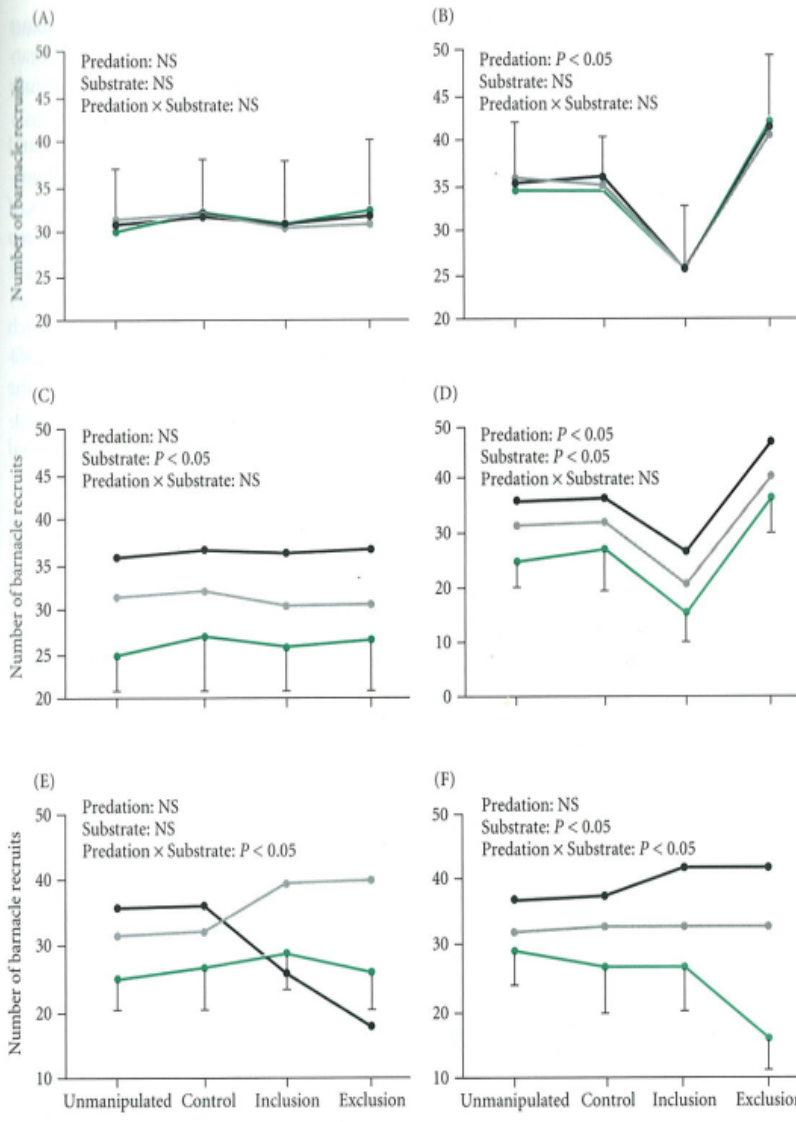 (A)
Number of barnacle recruits
Predation: NS
Substrate: NS
Predation × Substrate: NS
50
45
40
35
30
25
20
(B)
Predation: P < 0.05
Substrate: NS
Predation × Substrate: NS
50
45
40
35
30
25
20
(C)
Number of barnacle recruits
Predation: NS
Substrate: P < 0.05
Predation × Substrate: NS
50
45
40
35
30
25
20
(D)
Predation: P < 0.05
Substrate: P < 0.05
Predation × Substrate: NS
50
40
30
20
10
0
(E)
Number of barnacle recruits
Predation: NS
Substrate: NS
Predation × Substrate: P < 0.05
50
40
30
20
10
Unmanipulated Control Inclusion Exclusion
(F)
Predation: NS
Substrate: P < 0.05
Predation × Substrate: P < 0.05
50
40
30
20
10
Unmanipulated Control Inclusion Exclusion